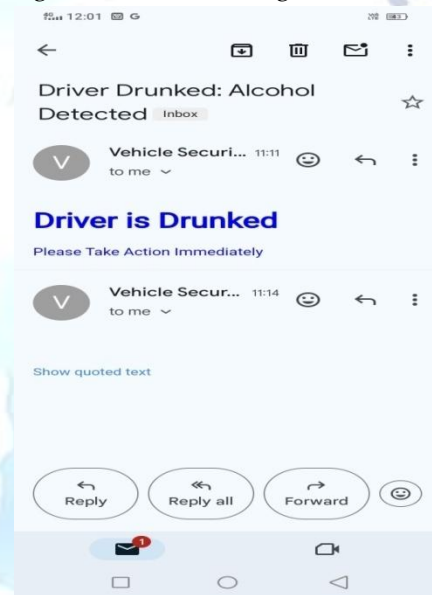 12:01
Driver Drunked: Alcohol
Detected Inbox
V Vehicle Securi... 11:11
to me
Driver is Drunked
Please Take Action Immediately
V Vehicle Secur... 11:14
to me
Show quoted text
Reply Reply all Forward
1